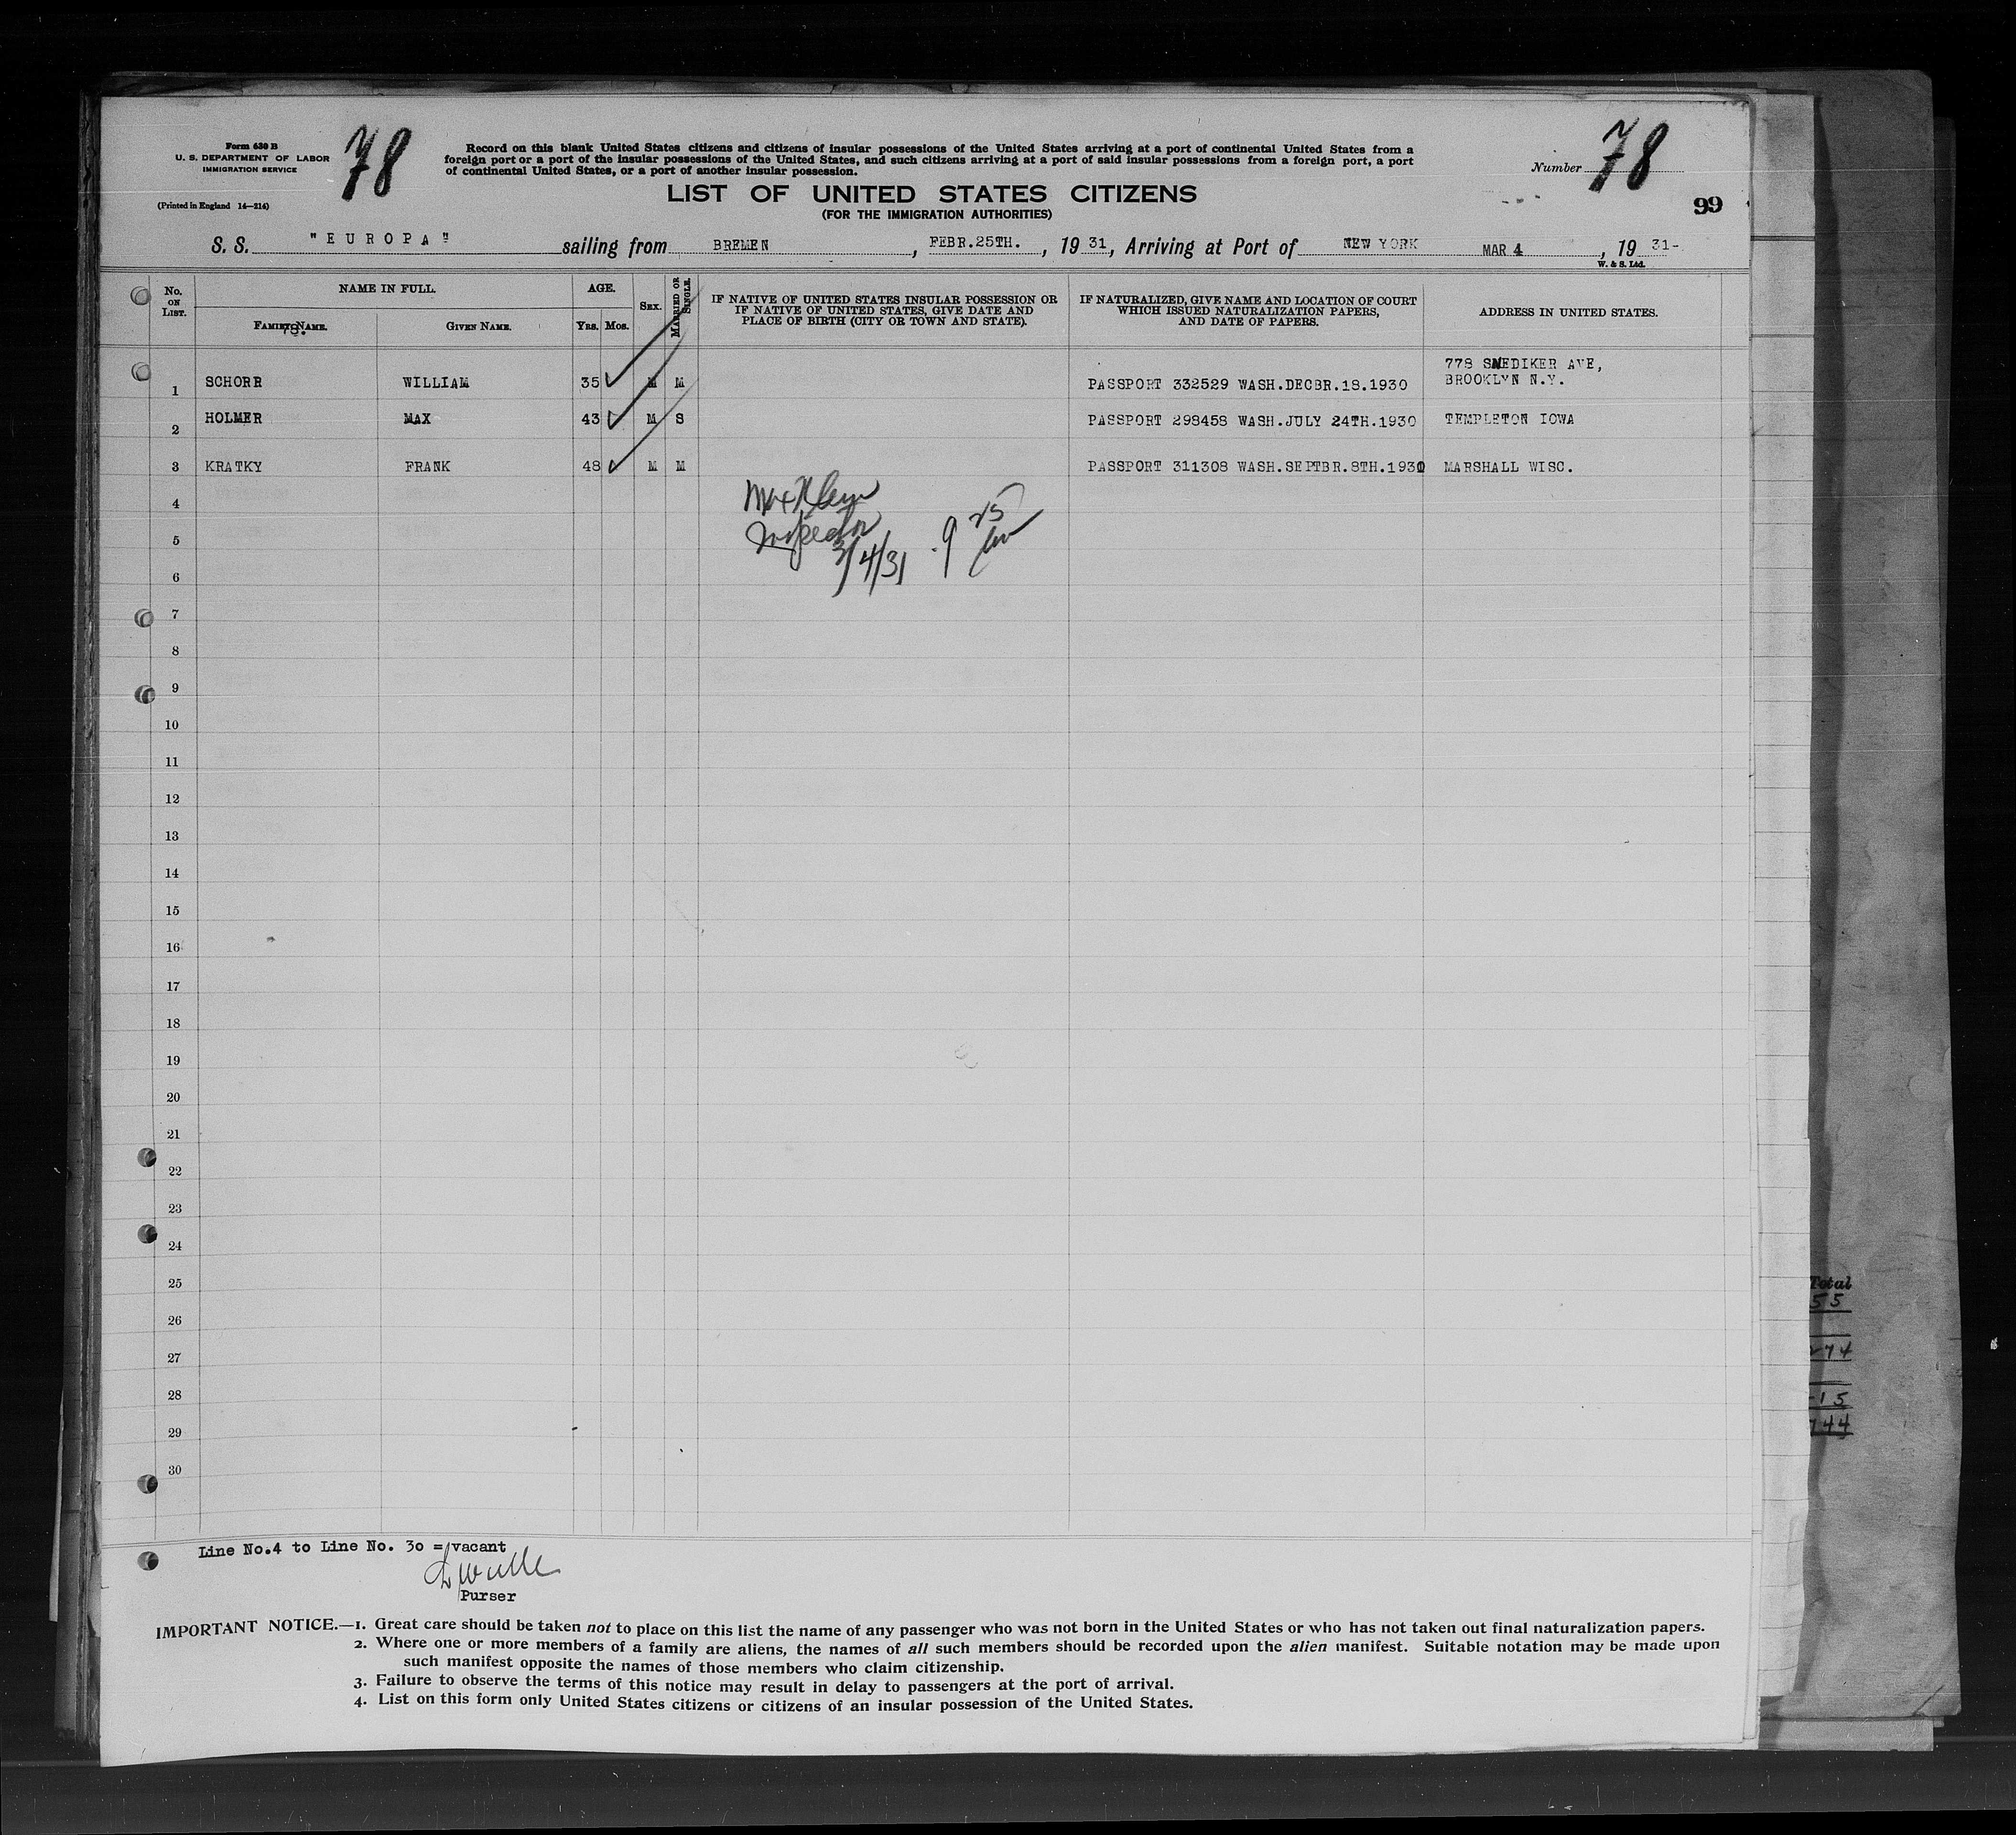 Form 630 B
U. S. DEPARTMENT OF LABOR
IMMIGRATION SERVICE
(Printed in England 14—214)
78
Record on this blank United States citizens and citizens of insular possessions of the United States arriving at a port of continental United States from a
foreign port or a port of the insular possessions of the United States, and such citizens arriving at a port of said insular possessions from a foreign port, a port
of continental United States, or a port of another insular possession.
Number 78
LIST OF UNITED STATES CITIZENS
(FOR THE IMMIGRATION AUTHORITIES)
99
S. S. "EUROPA" sailing from BREMEN, FEBR.25TH., 1931, Arriving at Port of NEW YORK MAR 4, 1931-
W. & S. Ltd.
No. ON LIST. NAME IN FULL. AGE. SEX. MARRIED OR SINGLE. IF NATIVE OF UNITED STATES INSULAR POSSESSION OR IF NATIVE OF UNITED STATES, GIVE DATE AND PLACE OF BIRTH (CITY OR TOWN AND STATE). IF NATURALIZED, GIVE NAME AND LOCATION OF COURT WHICH ISSUED NATURALIZATION PAPERS, AND DATE OF PAPERS. ADDRESS IN UNITED STATES.
FAMILY NAME. GIVEN NAME. Yrs. Mos.
78.
1 SCHORR WILLIAM 35 M M PASSPORT 332529 WASH.DECBR.18.1930 778 SNEDIKER AVE, BROOKLYN N.Y.
2 HOLMER MAX 43 M S PASSPORT 298458 WASH.JULY 24TH.1930 TEMPLETON IOWA
3 KRATKY FRANK 48 M M PASSPORT 311308 WASH.SEPTBR.8TH.1930 MARSHALL WISC.
4
Inspector
3/4/31 9 25
5
6
7
8
9
10
11
12
13
14
15
16
17
18
19
20
21
22
23
24
25
26
27
28
29
30
Total
55
274
15
744
Line No.4 to Line No. 30 = vacant
Purser
IMPORTANT NOTICE.—1. Great care should be taken not to place on this list the name of any passenger who was not born in the United States or who has not taken out final naturalization papers.
2. Where one or more members of a family are aliens, the names of all such members should be recorded upon the alien manifest. Suitable notation may be made upon
such manifest opposite the names of those members who claim citizenship.
3. Failure to observe the terms of this notice may result in delay to passengers at the port of arrival.
4. List on this form only United States citizens or citizens of an insular possession of the United States.